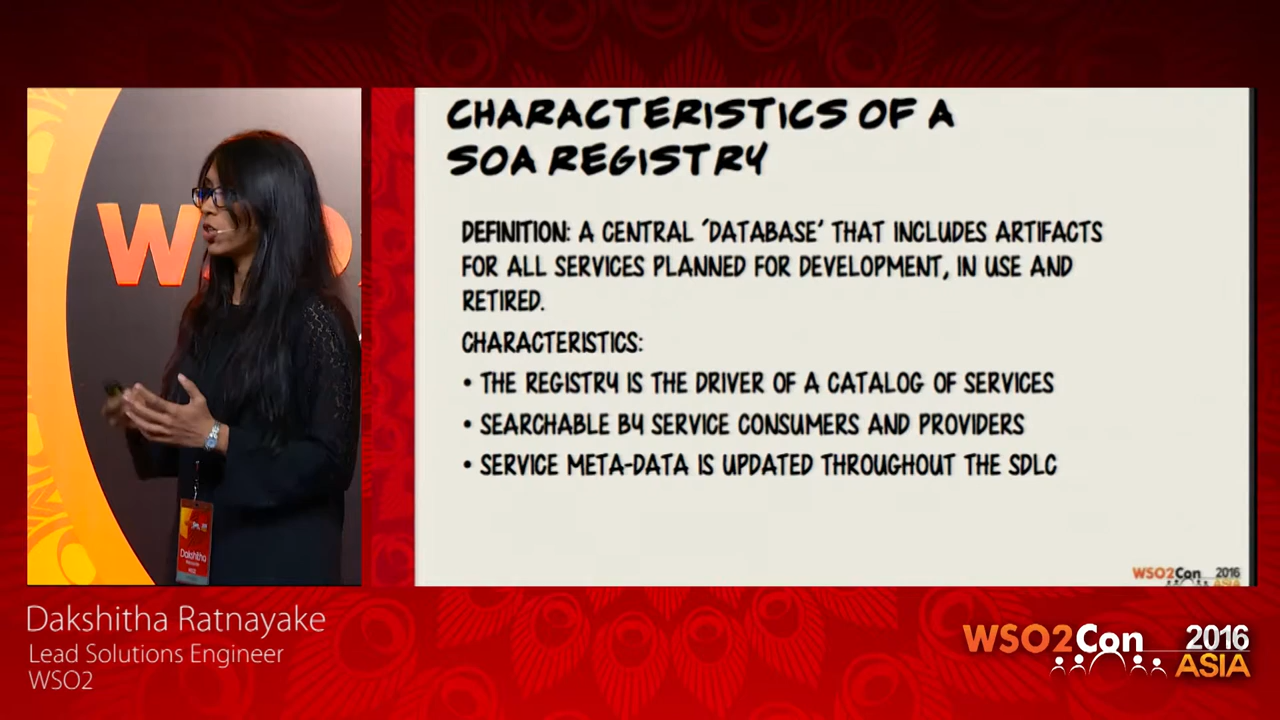 CHARACTERISTICS OF A
SOA REGISTRY
DEFINITION: A CENTRAL ‘DATABASE’ THAT INCLUDES ARTIFACTS
FOR ALL SERVICES PLANNED FOR DEVELOPMENT, IN USE AND
RETIRED.
CHARACTERISTICS:
• THE REGISTRY IS THE DRIVER OF A CATALOG OF SERVICES
• SEARCHABLE BY SERVICE CONSUMERS AND PROVIDERS
• SERVICE META-DATA IS UPDATED THROUGHOUT THE SDLC
WSO2Con 2016
ASIA
Dakshitha
Dakshitha Ratnayake
Lead Solutions Engineer
WSO2
WSO2Con 2016
ASIA